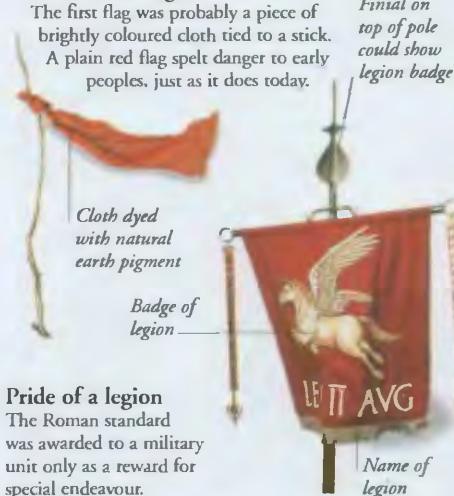 The first flag was probably a piece of
brightly coloured cloth tied to a stick.
A plain red flag spelt danger to early
peoples, just as it does today.
Finial on
top of pole
could show
legion badge
Cloth dyed
with natural
earth pigment
Badge of
legion
LE II AVG
Pride of a legion
The Roman standard
was awarded to a military
unit only as a reward for
special endeavour.
Name of
legion